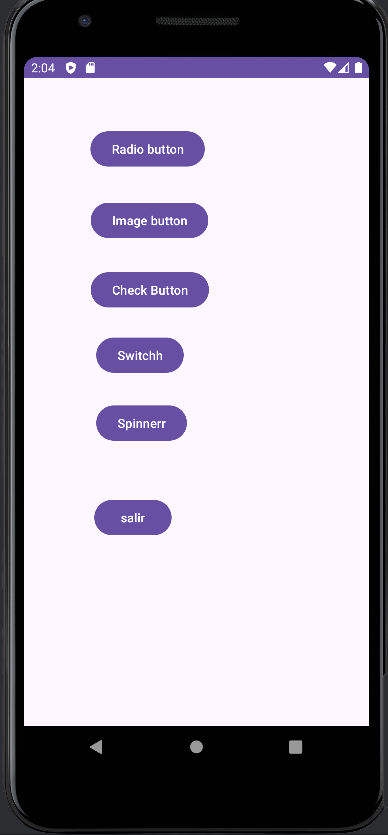 2:04
Radio button
Image button
Check Button
Switchh
Spinnerr
salir